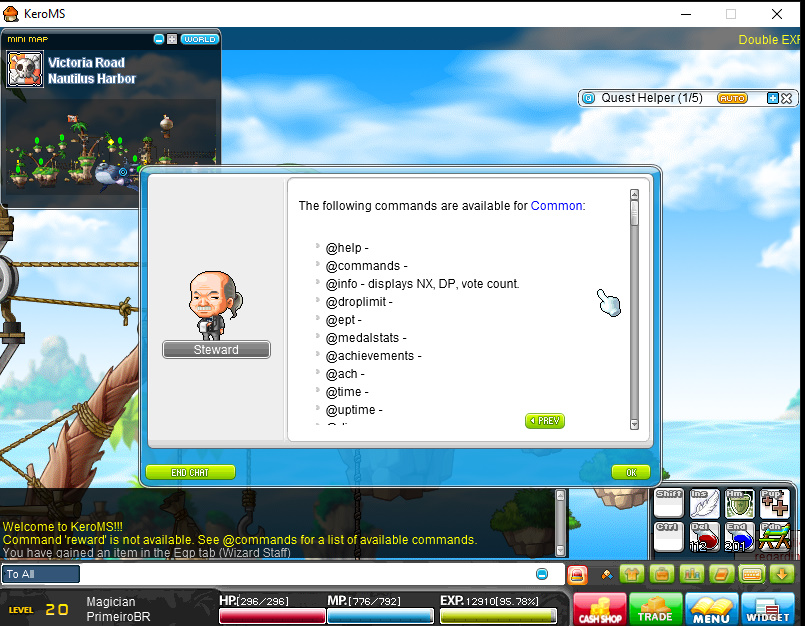 KeroMS
MINI MAP
WORLD
Victoria Road
Nautilus Harbor
Double EXP
Quest Helper (1/5)
AUTO
The following commands are available for Common:
@help -
@commands -
@info - displays NX, DP, vote count.
@droplimit -
@ept -
@medalstats -
@achievements -
@ach -
@time -
@uptime -
Steward
PREV
END CHAT
OK
Welcome to KeroMS!!!
Command 'reward' is not available. See @commands for a list of available commands.
You have gained an item in the Eqp tab (Wizard Staff)
Shift
Ins
Hm
Pup
Ctrl
Del
End
Pdn
112
201
To All
LEVEL 20
Magician
PrimeiroBR
HP.[296/296]
MP.[776/792]
EXP.12910[95.78%]
CASH SHOP
TRADE
MENU
WIDGET